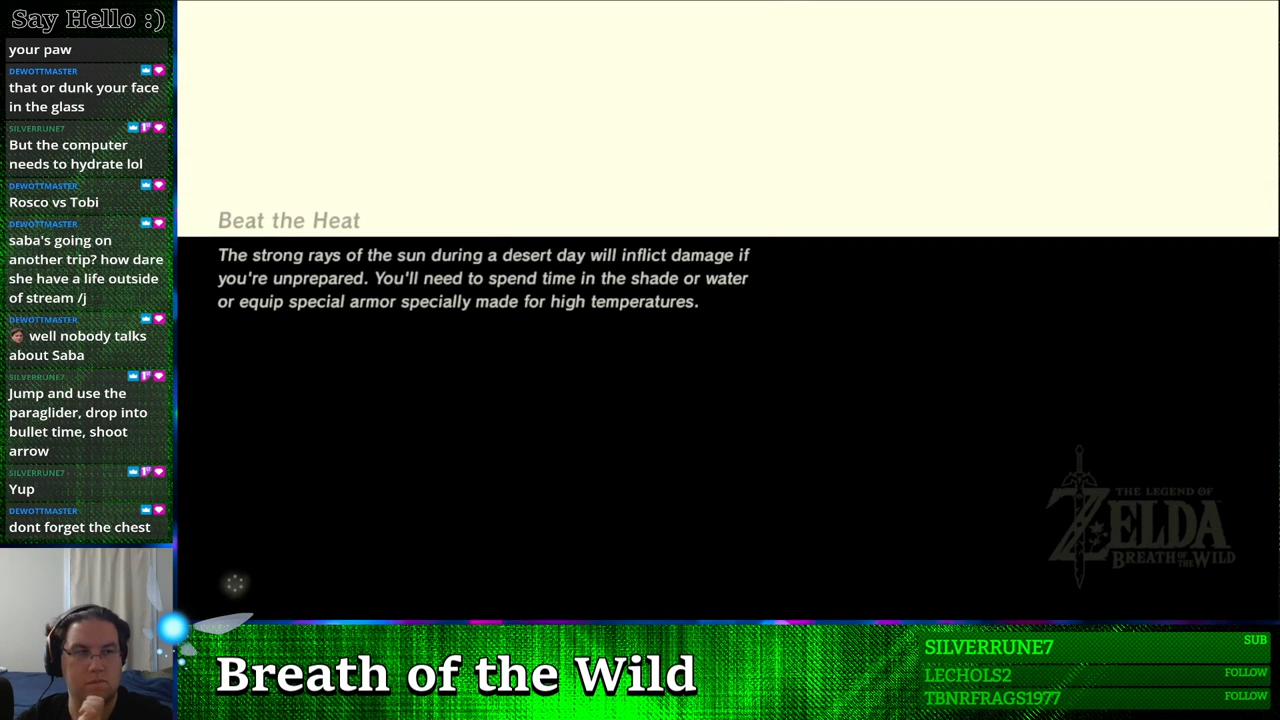 Say Hello :)
your paw
DEWOTTMASTER
that or dunk your face
in the glass
SILVERRUNE7
But the computer
needs to hydrate lol
DEWOTTMASTER
Rosco vs Tobi
DEWOTTMASTER
saba's going on
another trip? how dare
she have a life outside
of stream /j
DEWOTTMASTER
well nobody talks
about Saba
SILVERRUNE7
Jump and use the
paraglider, drop into
bullet time, shoot
arrow
SILVERRUNE7
Yup
DEWOTTMASTER
dont forget the chest
Beat the Heat
The strong rays of the sun during a desert day will inflict damage if
you're unprepared. You'll need to spend time in the shade or water
or equip special armor specially made for high temperatures.
THE LEGEND OF
ZELDA
BREATH OF THE WILD
Breath of the Wild
SILVERRUNE7 SUB
LECHOLS2 FOLLOW
TBNRFRAGS1977 FOLLOW